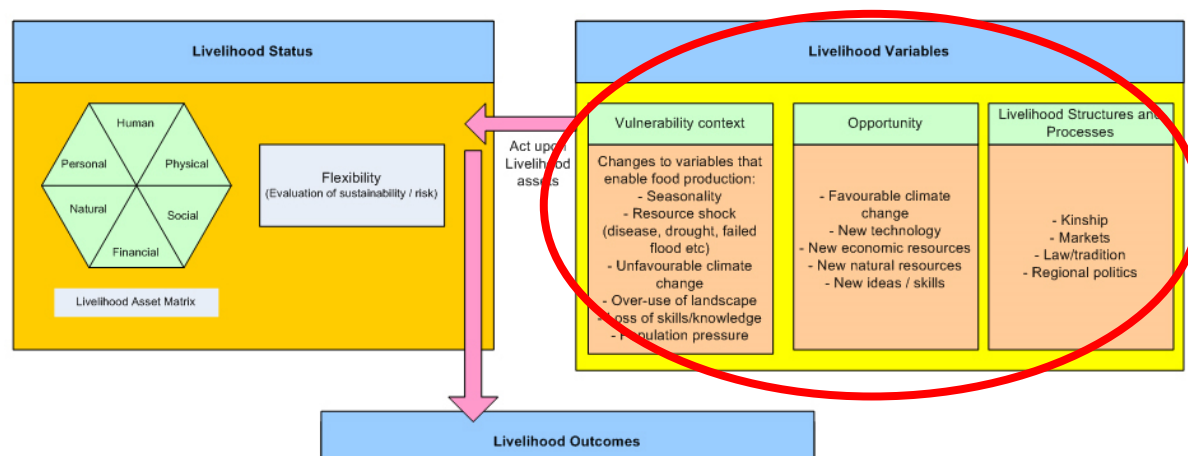 Livelihood Status
Human
Personal
Physical
Natural
Social
Financial
Livelihood Asset Matrix
Flexibility
(Evaluation of sustainability / risk)
Act upon
Livelihood
assets
Livelihood Variables
Vulnerability context
Changes to variables that
enable food production:
- Seasonality
- Resource shock
(disease, drought, failed
flood etc)
- Unfavourable climate
change
- Over-use of landscape
- Loss of skills/knowledge
- Population pressure
Opportunity
- Favourable climate
change
- New technology
- New economic resources
- New natural resources
- New ideas / skills
Livelihood Structures and
Processes
- Kinship
- Markets
- Law/tradition
- Regional politics
Livelihood Outcomes